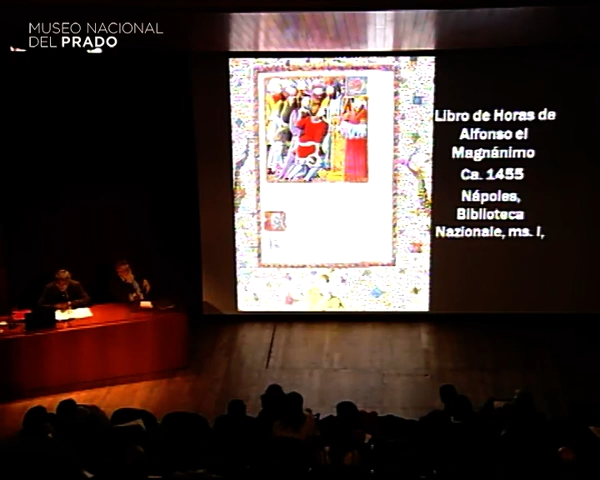 MUSEO NACIONAL
DEL PRADO
Libro de Horas de
Alfonso el
Magnánimo
Ca. 1455
Nápoles,
Biblioteca
Nazionale, ms. I,